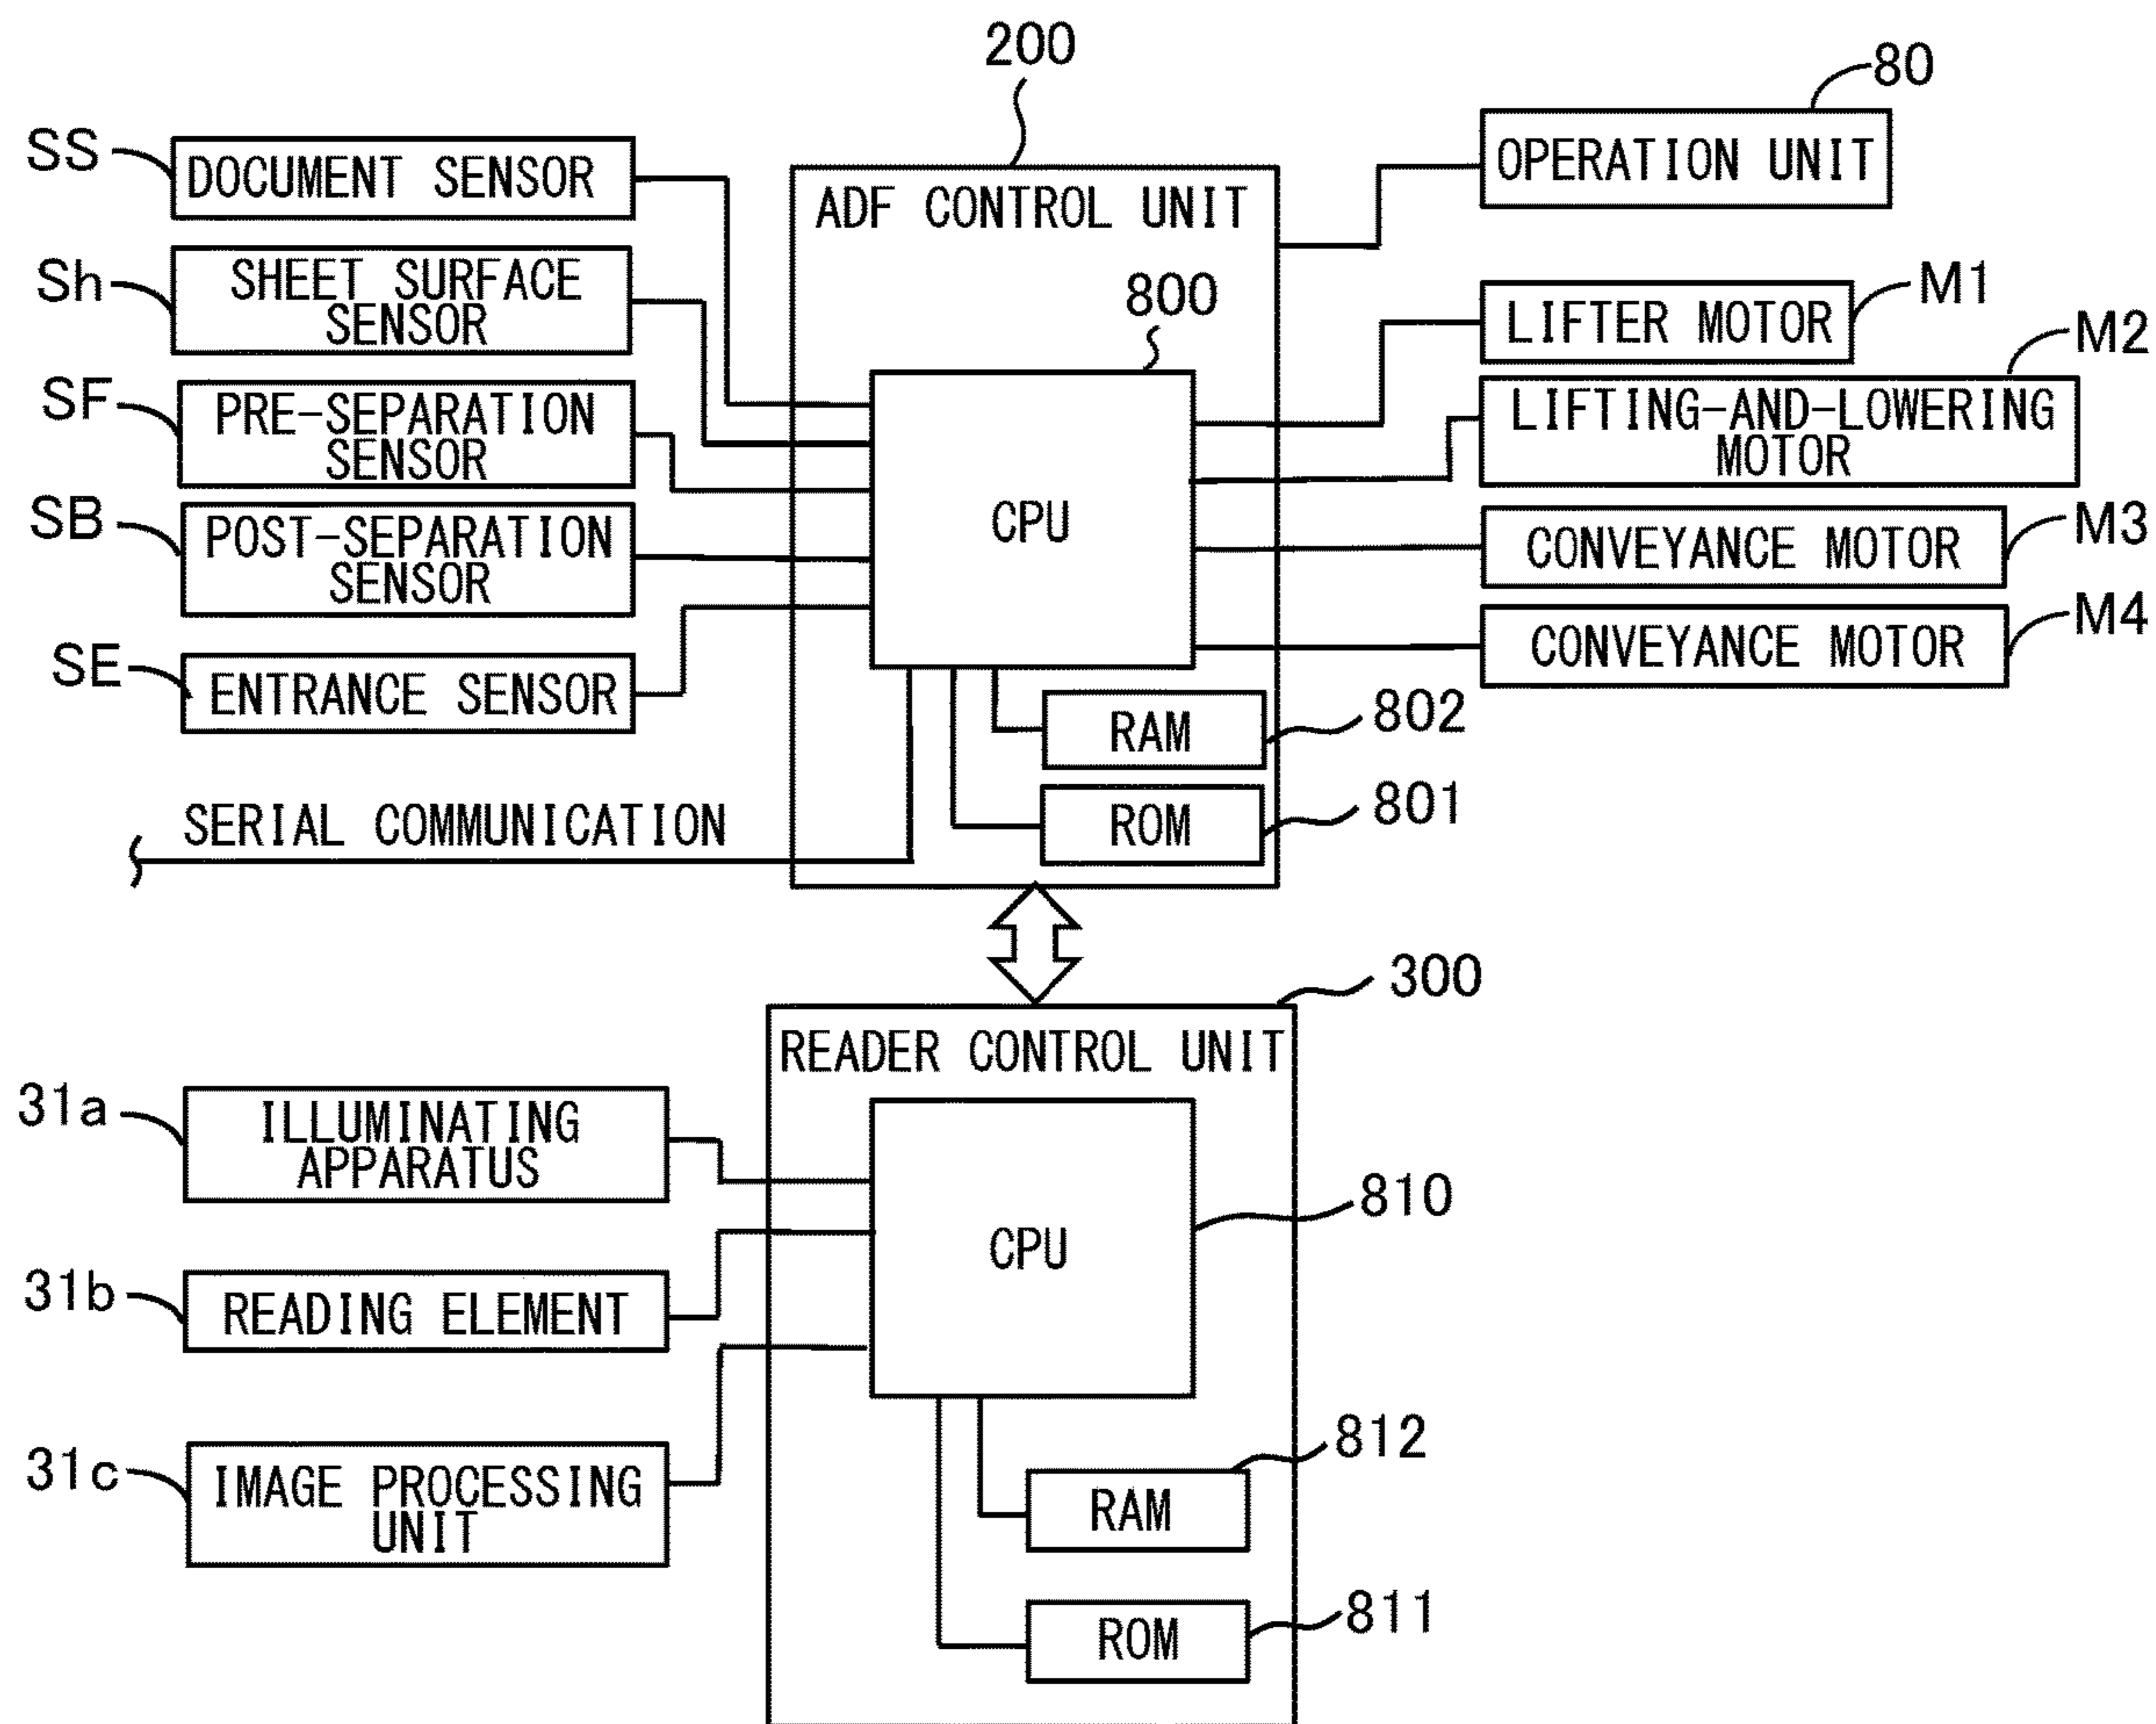 200
80
SS
DOCUMENT SENSOR
OPERATION UNIT
ADF CONTROL UNIT
Sh
SHEET SURFACE
SENSOR
800
LIFTER MOTOR
M1
M2
SF
PRE-SEPARATION
SENSOR
LIFTING-AND-LOWERING
MOTOR
SB
POST-SEPARATION
SENSOR
CPU
CONVEYANCE MOTOR
M3
SE
ENTRANCE SENSOR
CONVEYANCE MOTOR
M4
RAM
802
ROM
801
SERIAL COMMUNICATION
300
READER CONTROL UNIT
31a
ILLUMINATING
APPARATUS
CPU
810
31b
READING ELEMENT
31c
IMAGE PROCESSING
UNIT
812
RAM
ROM
811